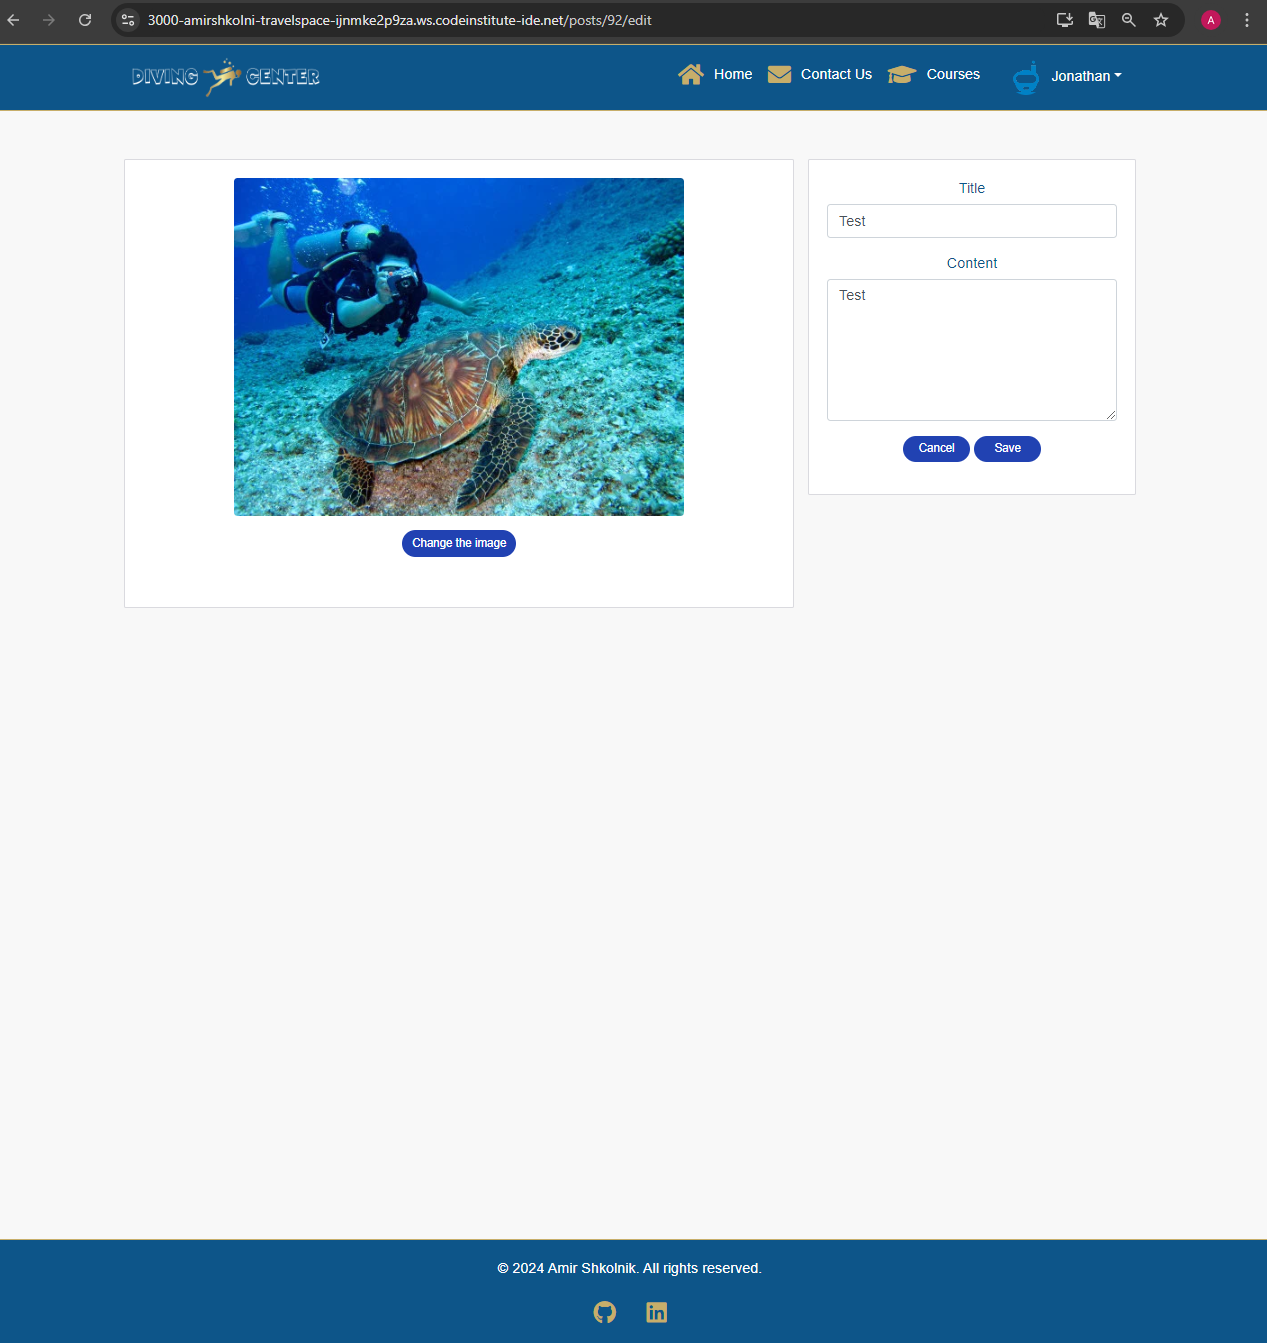 3000-amirshkolni-travelspace-ijnmke2p9za.ws.codeinstitute-ide.net/posts/92/edit
A
DIVING CENTER
Home
Contact Us
Courses
Jonathan
Title
Test
Content
Test
Cancel
Save
Change the image
© 2024 Amir Shkolnik. All rights reserved.
in